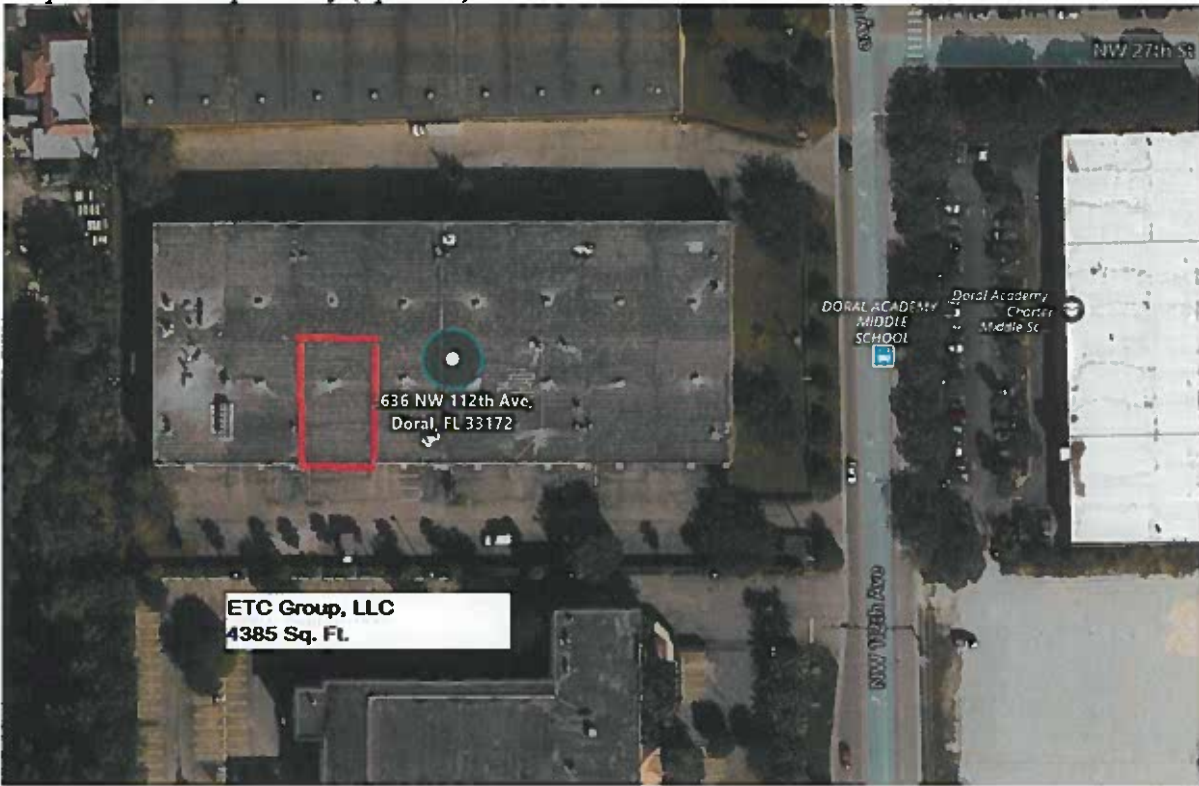 NW 27th St
DORAL ACADEMY
MIDDLE
SCHOOL
Doral Academy
Charter
Middle Sc
636 NW 112th Ave,
Doral, FL 33172
ETC Group, LLC
4385 Sq. Ft.
NW 112th Ave